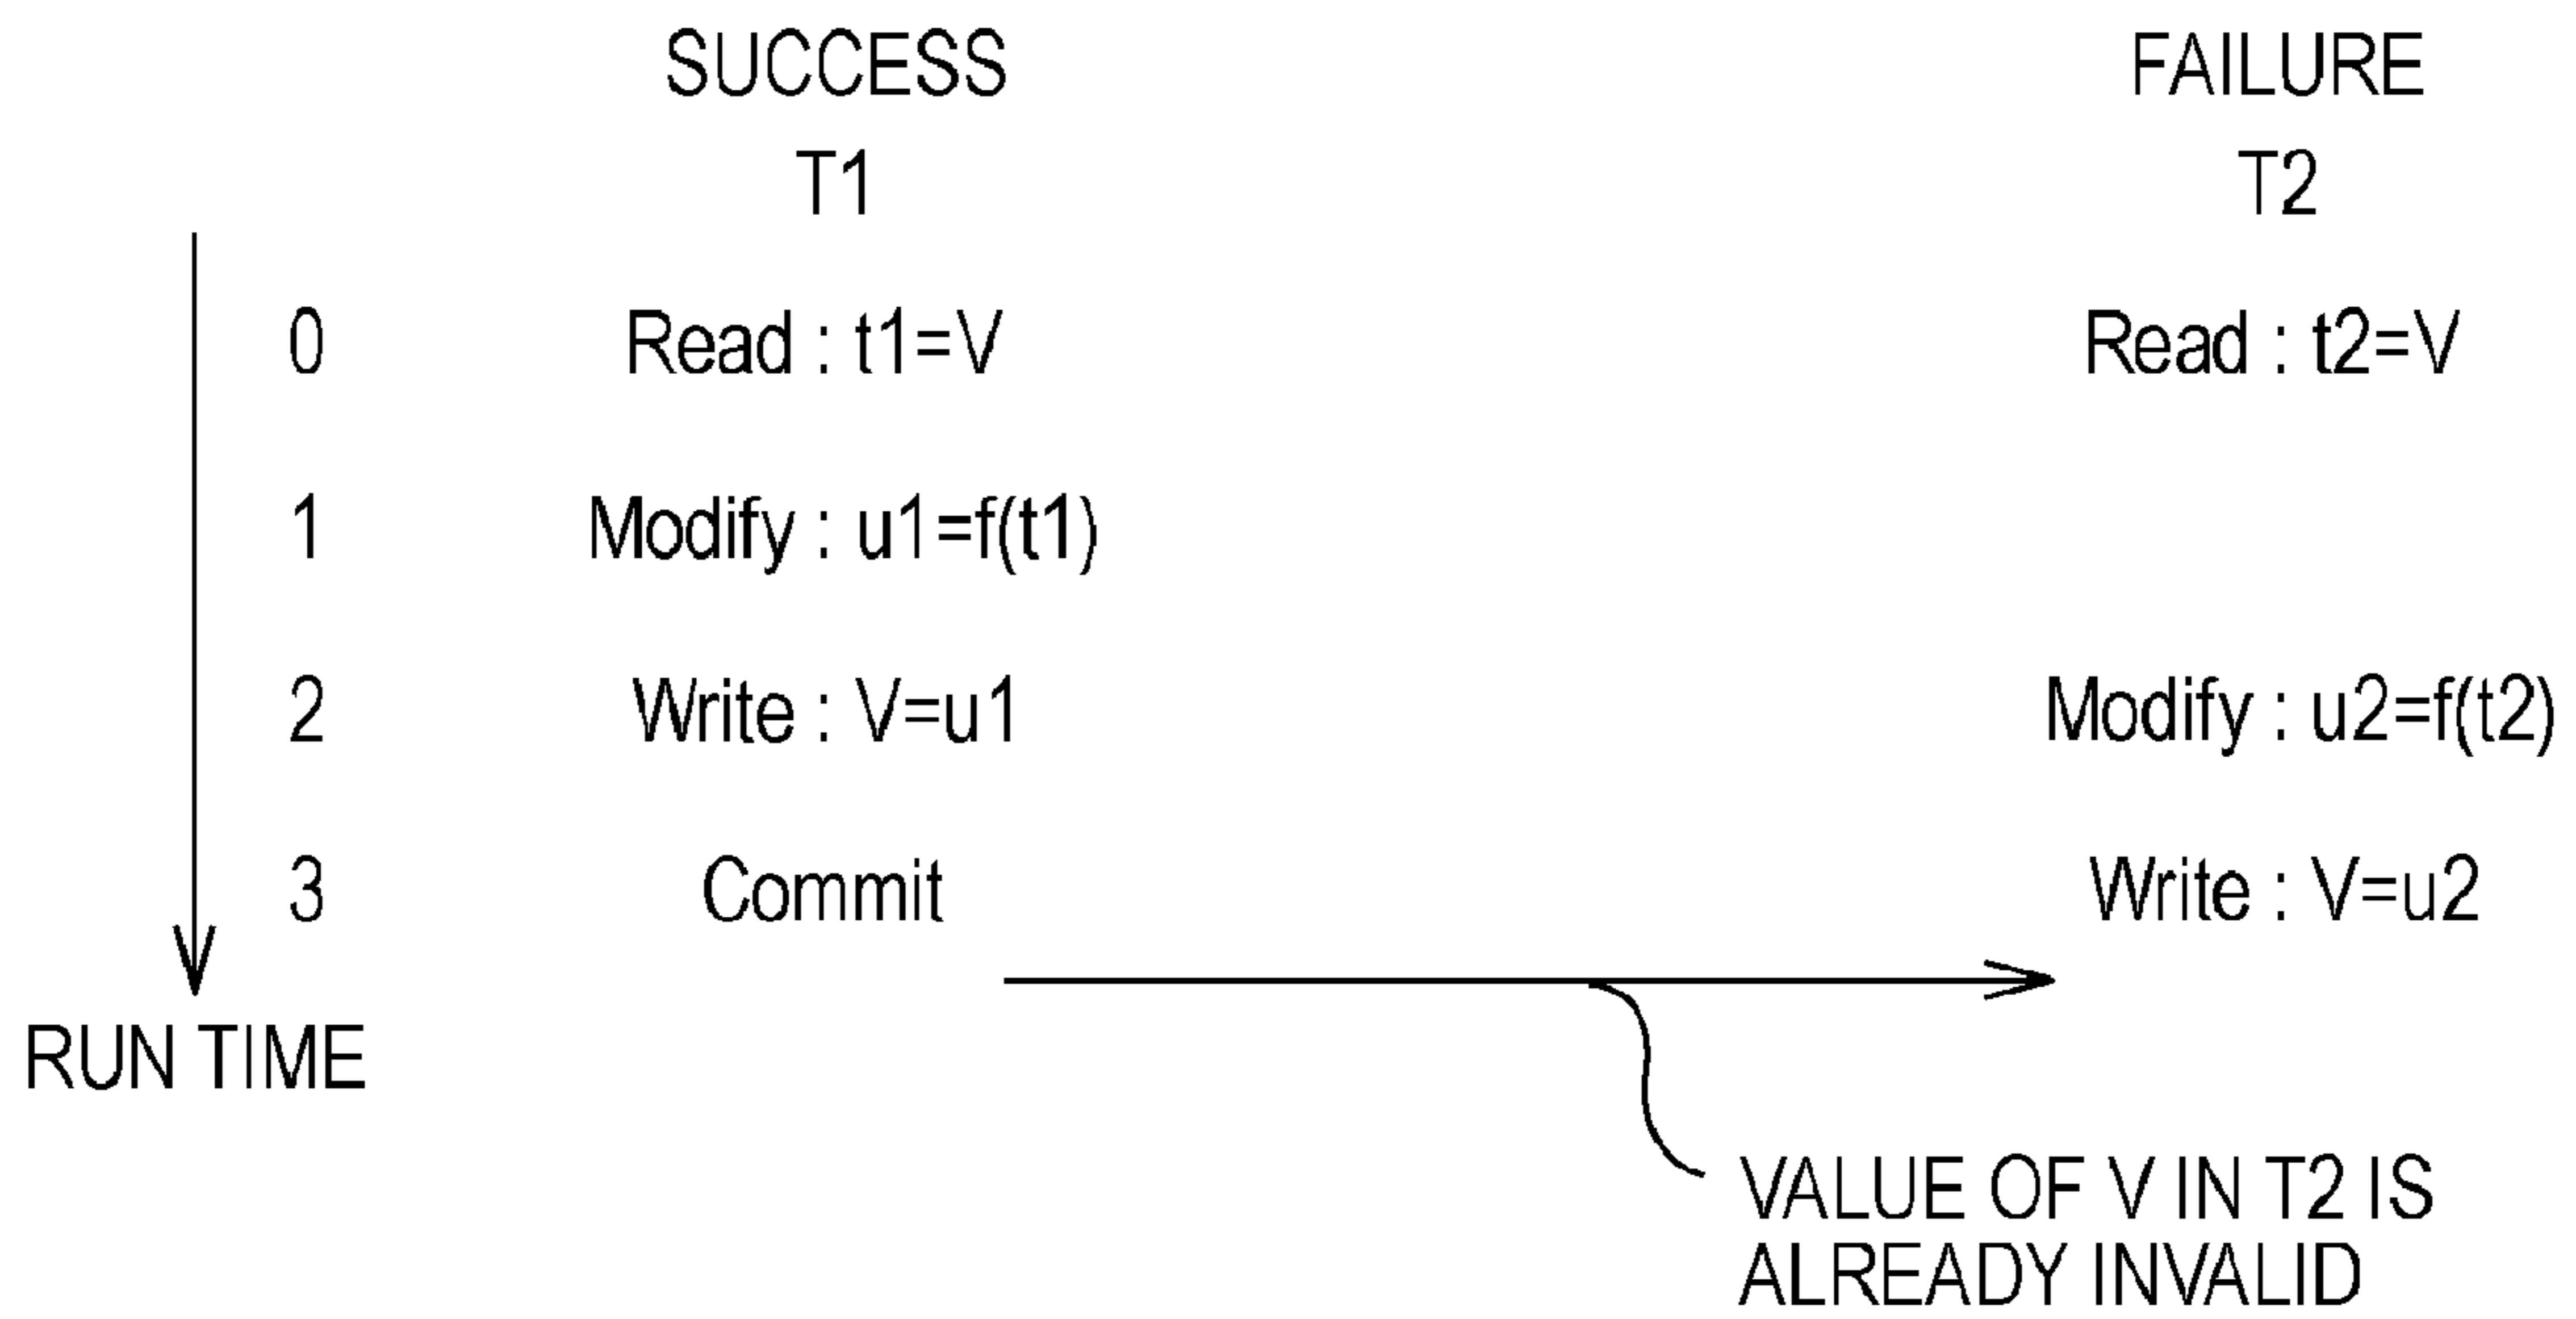 SUCCESS FAILURE
T1 T2
0 Read : t1=V Read : t2=V
1 Modify : u1=f(t1)
2 Write : V=u1 Modify : u2=f(t2)
3 Commit Write : V=u2
RUN TIME
VALUE OF V IN T2 IS
ALREADY INVALID